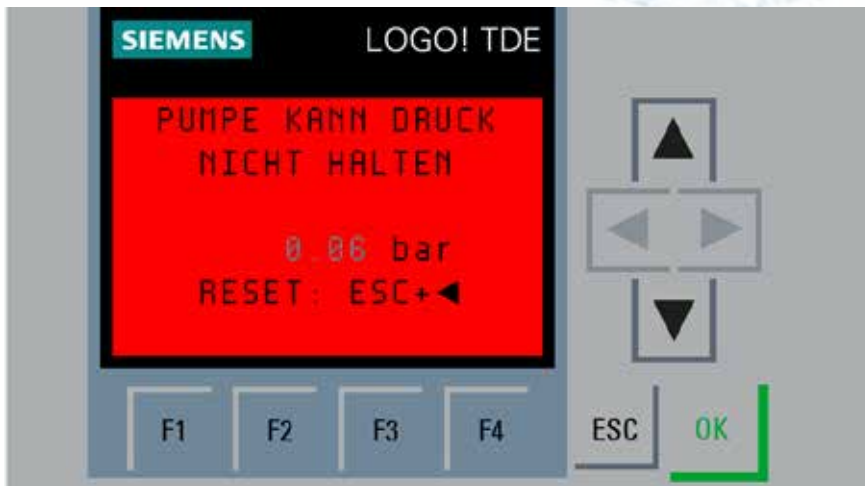 SIEMENS LOGO! TDE
PUMPE KANN DRUCK
NICHT HALTEN
0.06 bar
RESET: ESC+◀
F1 F2 F3 F4 ESC OK